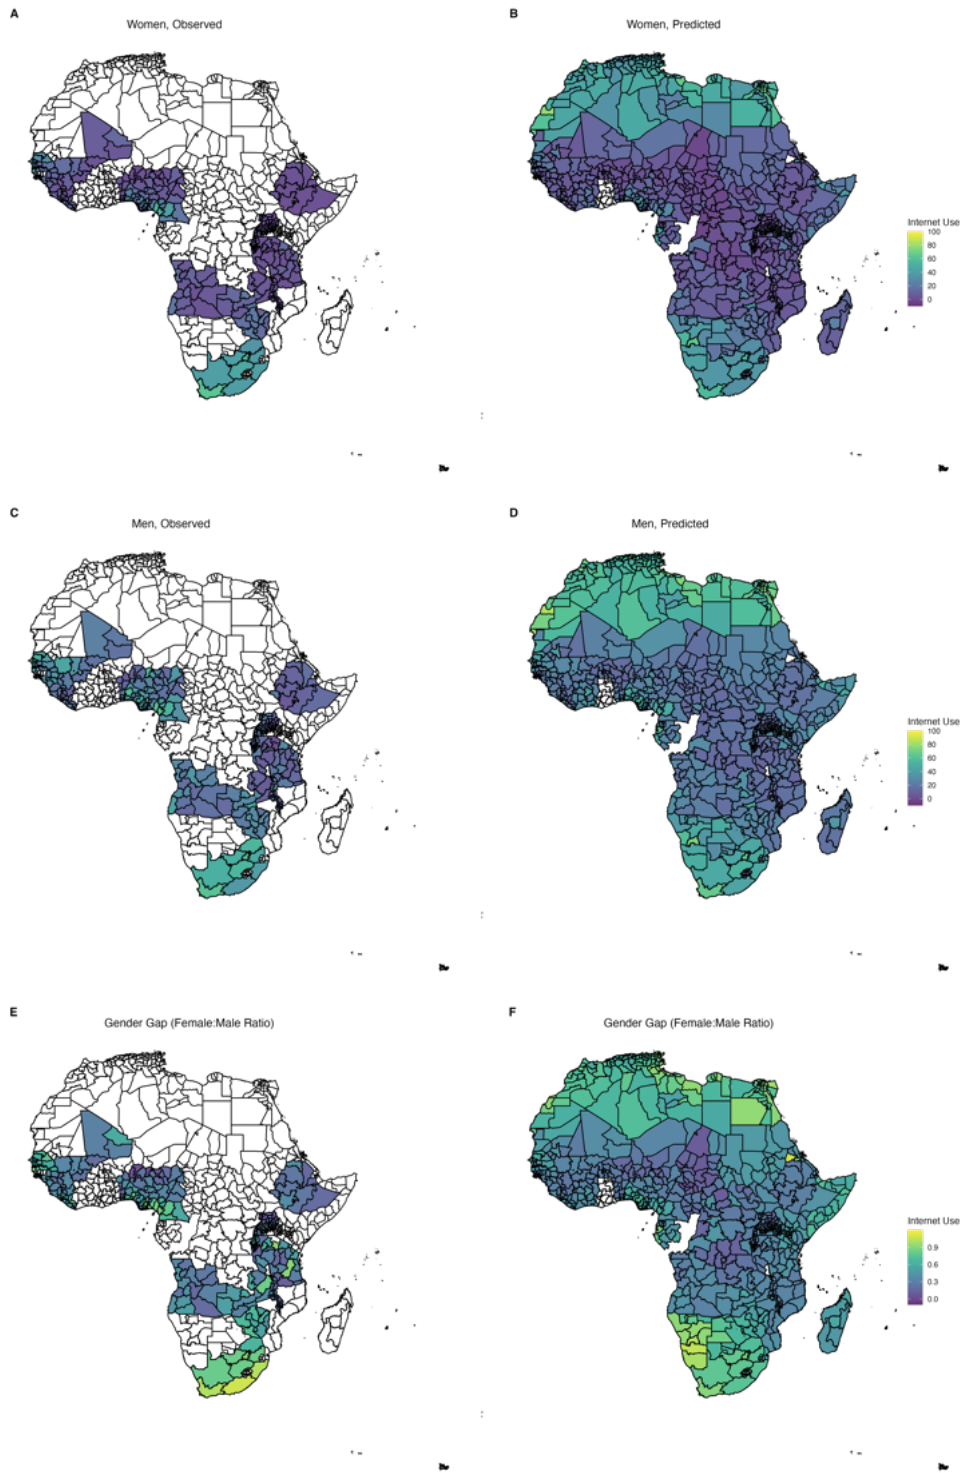 A
Women, Observed
B
Women, Predicted
Internet Use
100
80
60
40
20
0
C
Men, Observed
D
Men, Predicted
Internet Use
100
80
60
40
20
0
E
Gender Gap (Female:Male Ratio)
F
Gender Gap (Female:Male Ratio)
Internet Use
0.9
0.6
0.3
0.0